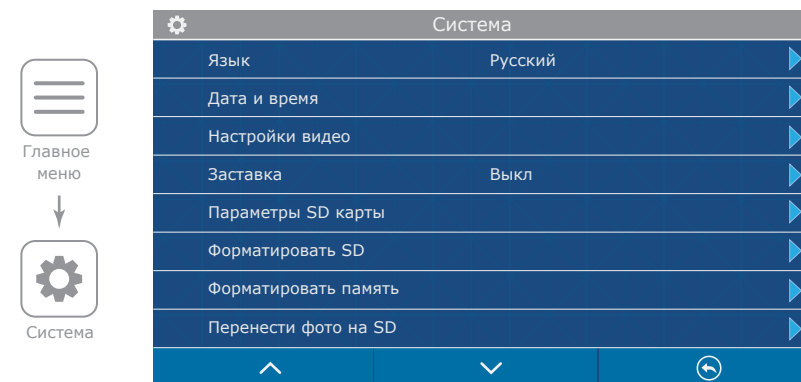 Главное
меню
Система
Система
Язык Русский
Дата и время
Настройки видео
Заставка Выкл
Параметры SD карты
Форматировать SD
Форматировать память
Перенести фото на SD